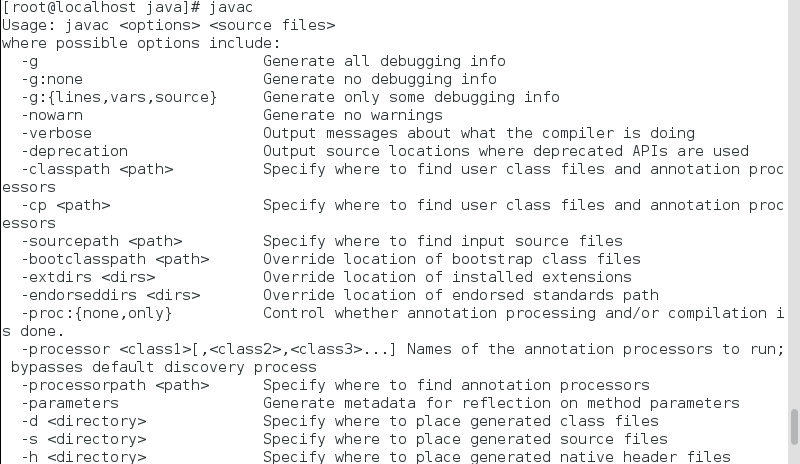 [root@localhost java]# javac
Usage: javac <options> <source files>
where possible options include:
  -g                         Generate all debugging info
  -g:none                    Generate no debugging info
  -g:{lines,vars,source}     Generate only some debugging info
  -nowarn                    Generate no warnings
  -verbose                   Output messages about what the compiler is doing
  -deprecation               Output source locations where deprecated APIs are used
  -classpath <path>          Specify where to find user class files and annotation proc
essors
  -cp <path>                 Specify where to find user class files and annotation proc
essors
  -sourcepath <path>         Specify where to find input source files
  -bootclasspath <path>      Override location of bootstrap class files
  -extdirs <dirs>            Override location of installed extensions
  -endorseddirs <dirs>       Override location of endorsed standards path
  -proc:{none,only}          Control whether annotation processing and/or compilation i
s done.
  -processor <class1>[,<class2>,<class3>...] Names of the annotation processors to run;
 bypasses default discovery process
  -processorpath <path>      Specify where to find annotation processors
  -parameters                Generate metadata for reflection on method parameters
  -d <directory>             Specify where to place generated class files
  -s <directory>             Specify where to place generated source files
  -h <directory>             Specify where to place generated native header files